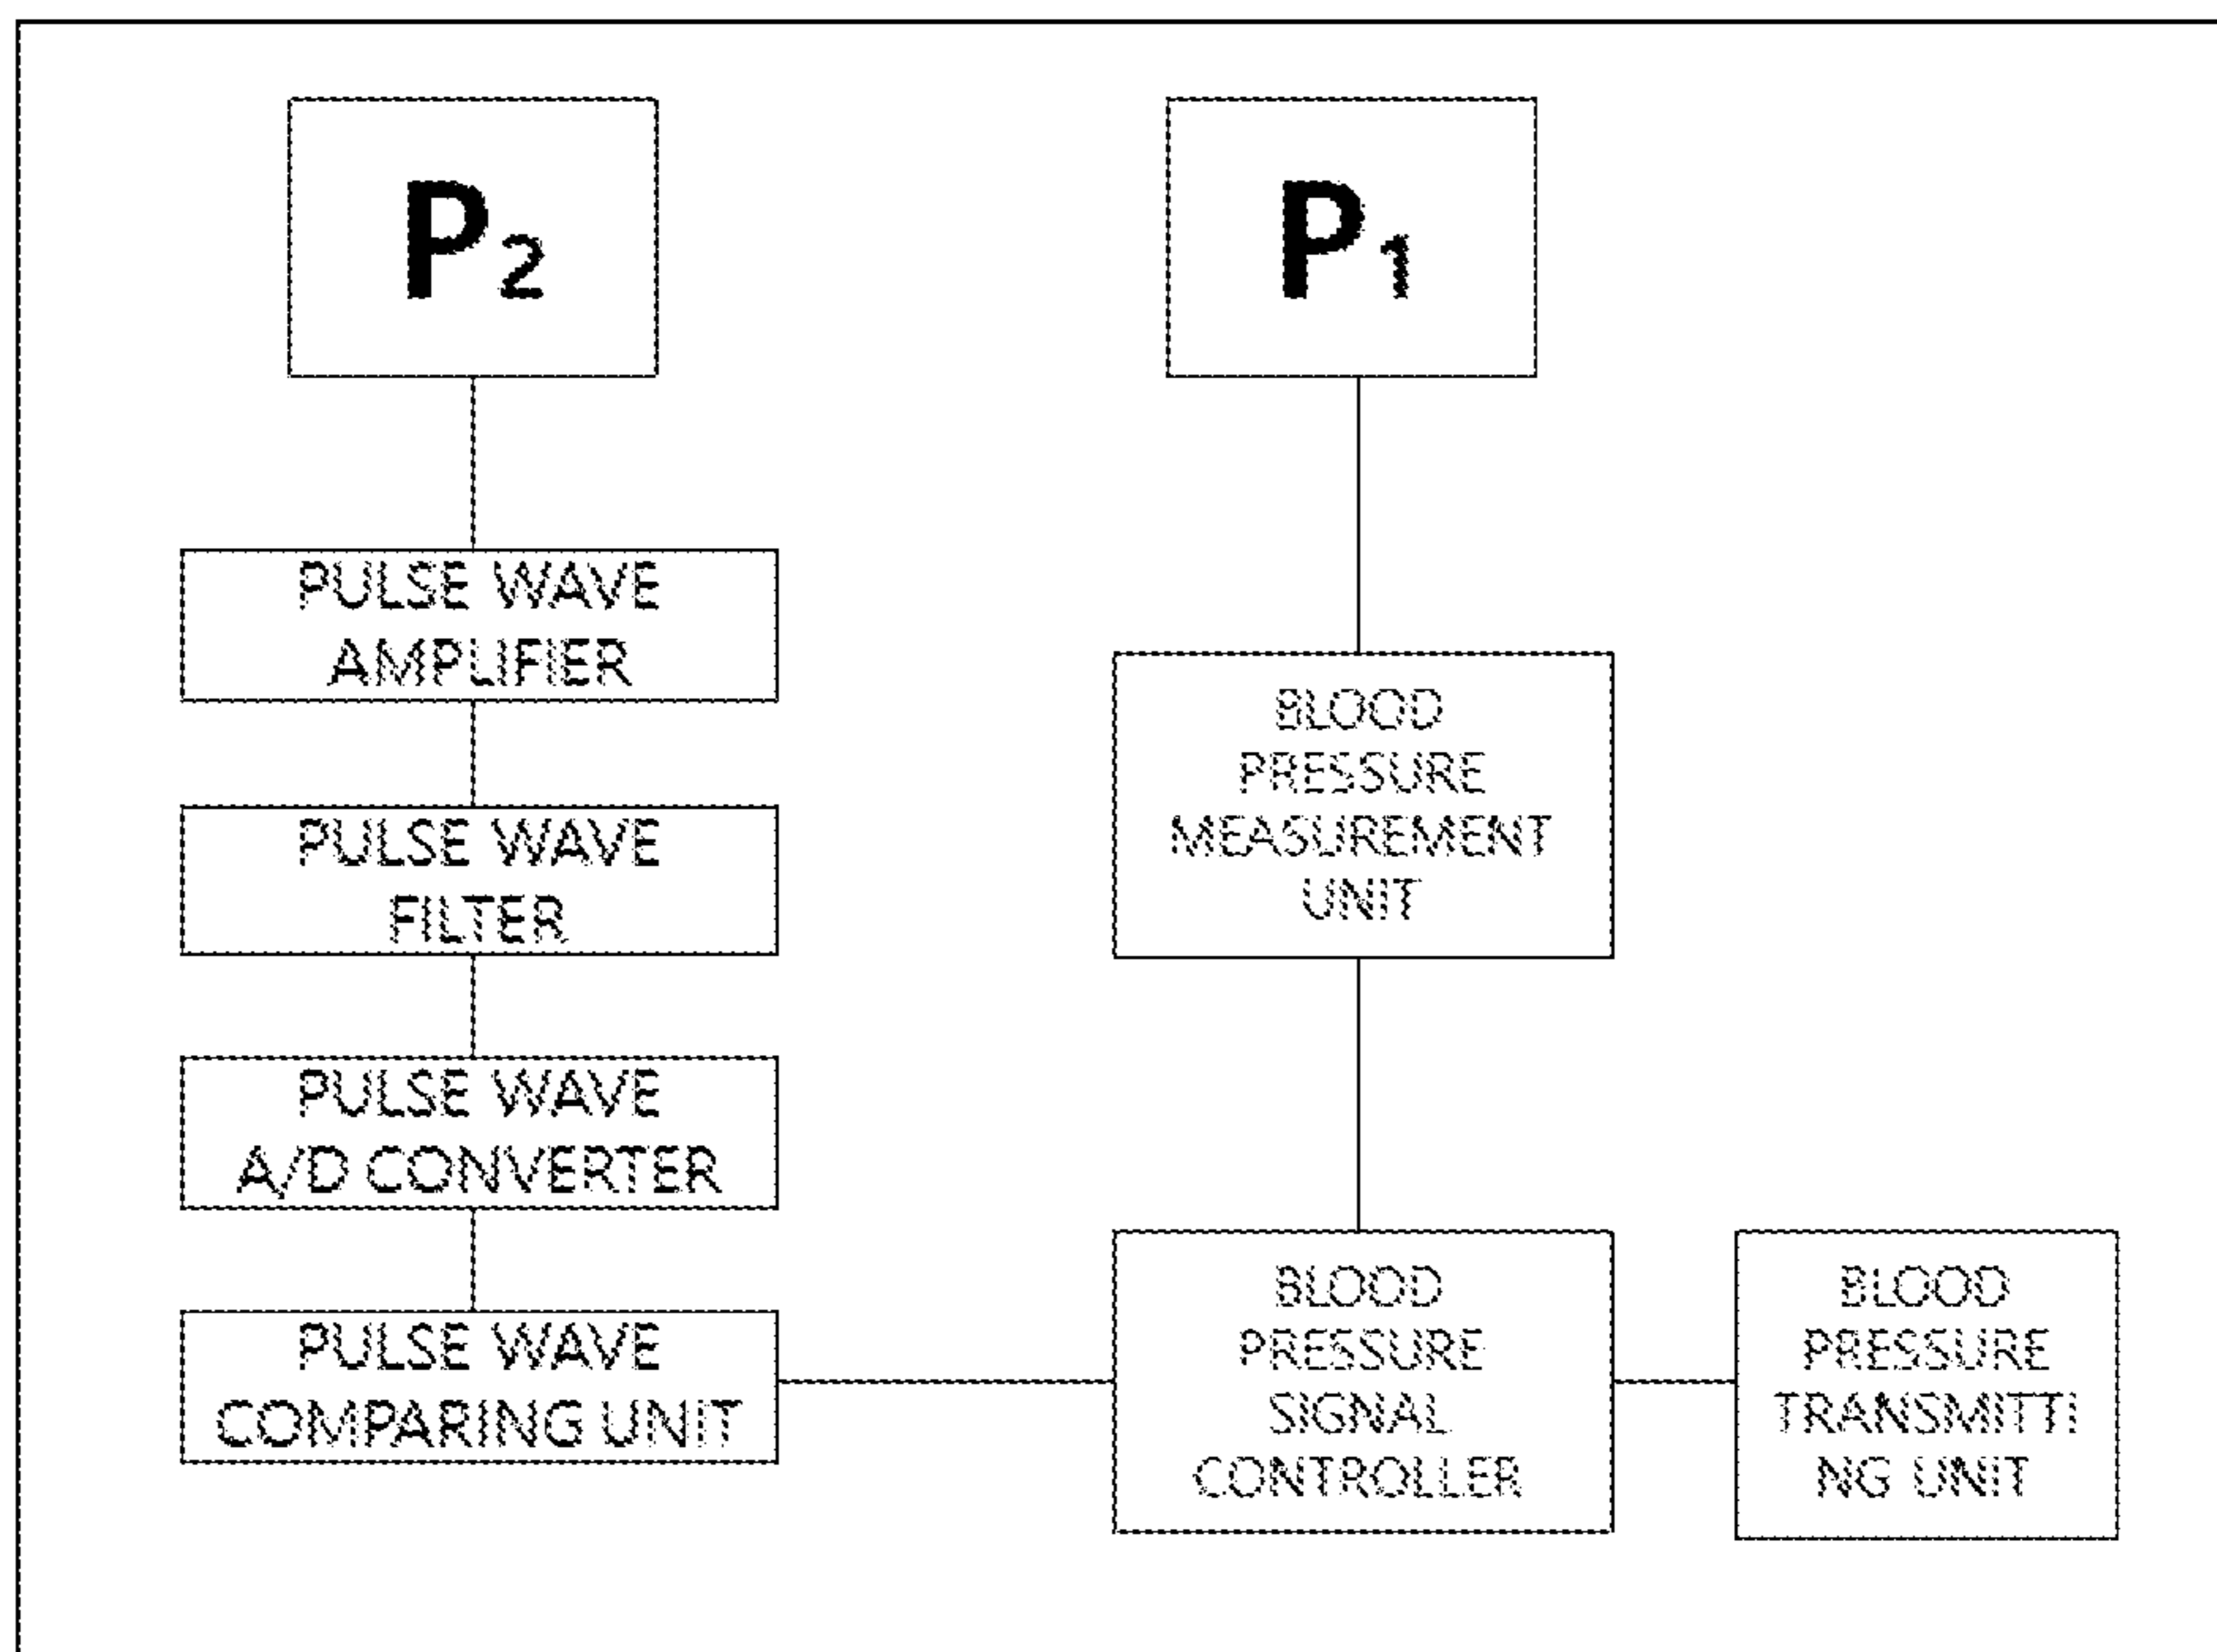 P2
P1
PULSE WAVE
AMPLIFIER
PULSE WAVE
FILTER
PULSE WAVE
A/D CONVERTER
PULSE WAVE
COMPARING UNIT
BLOOD
PRESSURE
MEASUREMENT
UNIT
BLOOD
PRESSURE
SIGNAL
CONTROLLER
BLOOD
PRESSURE
TRANSMITTI
NG UNIT